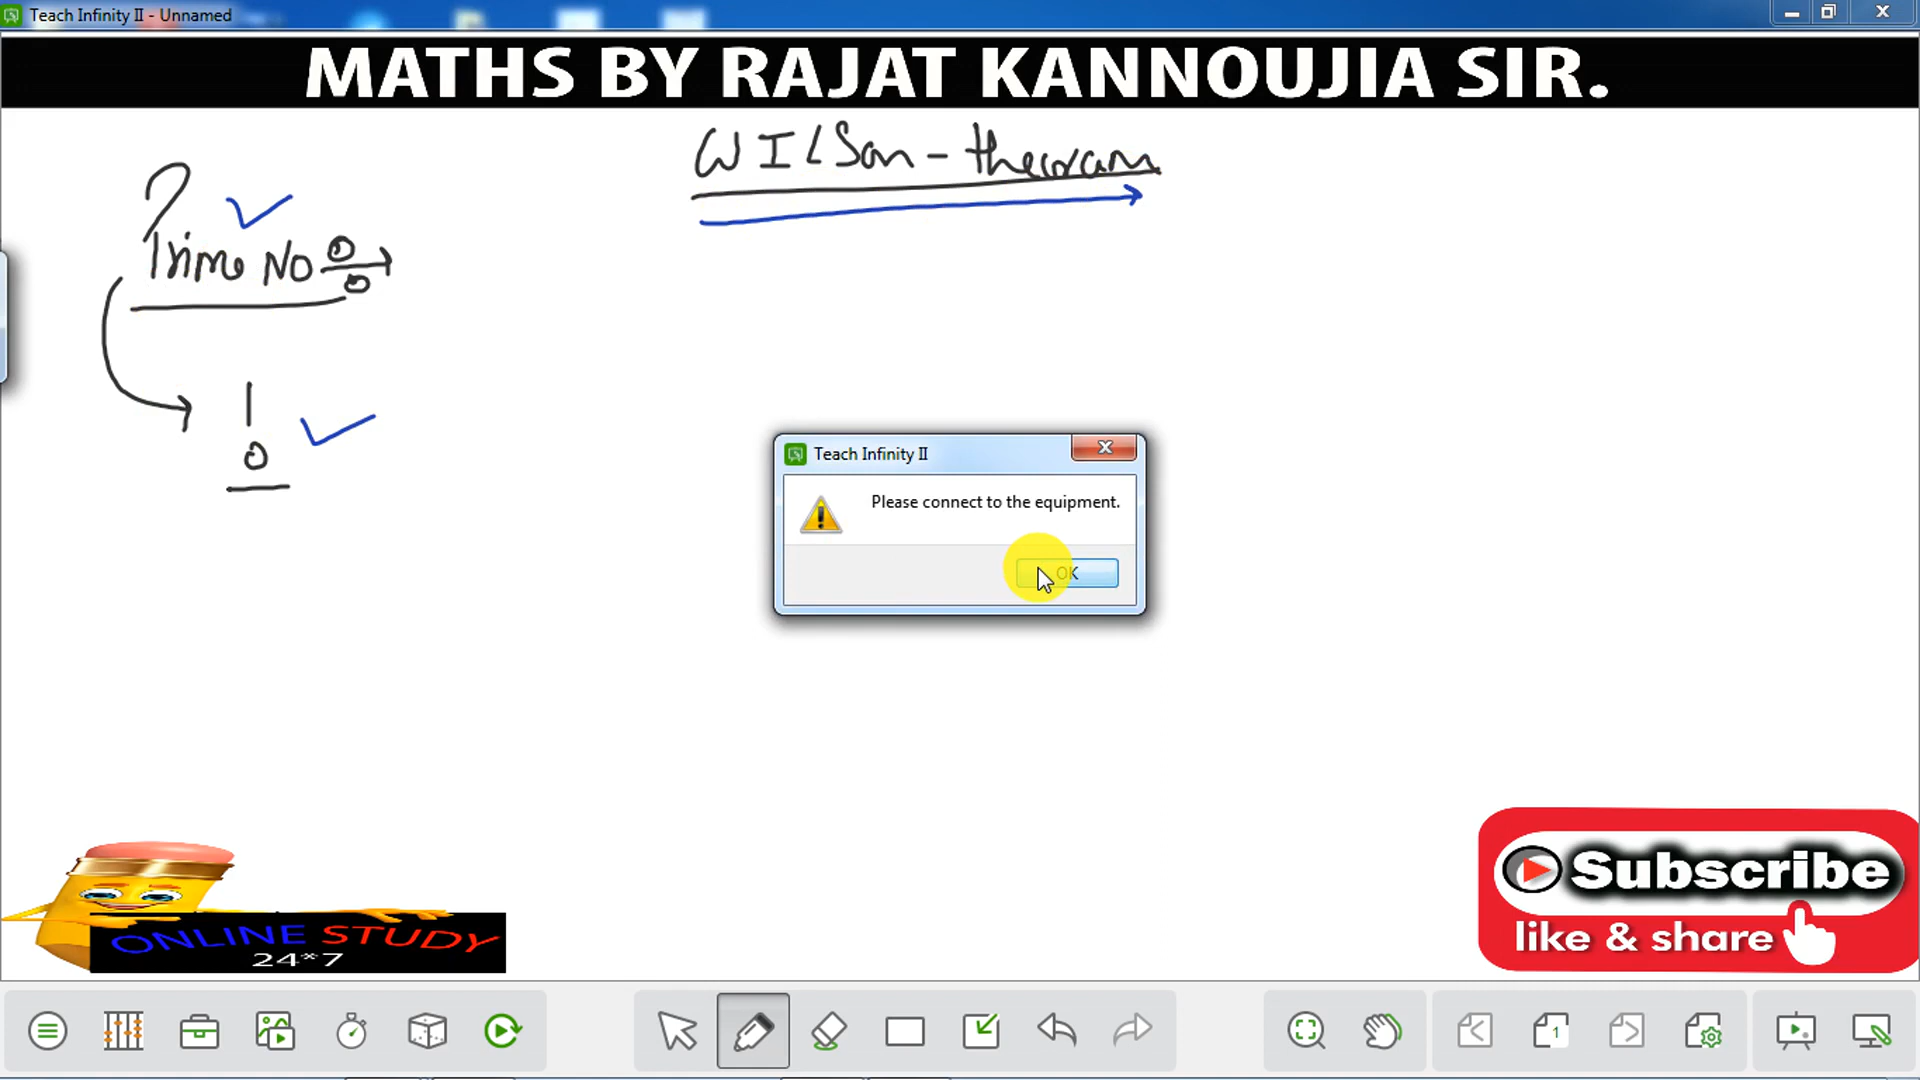 Teach Infinity II - Unnamed
MATHS BY RAJAT KANNOUJIA SIR.
WILSon - theoram
?
Prime No
1
0
Teach Infinity II
Please connect to the equipment.
OK
ONLINE STUDY
24*7
Subscribe
like & share
1